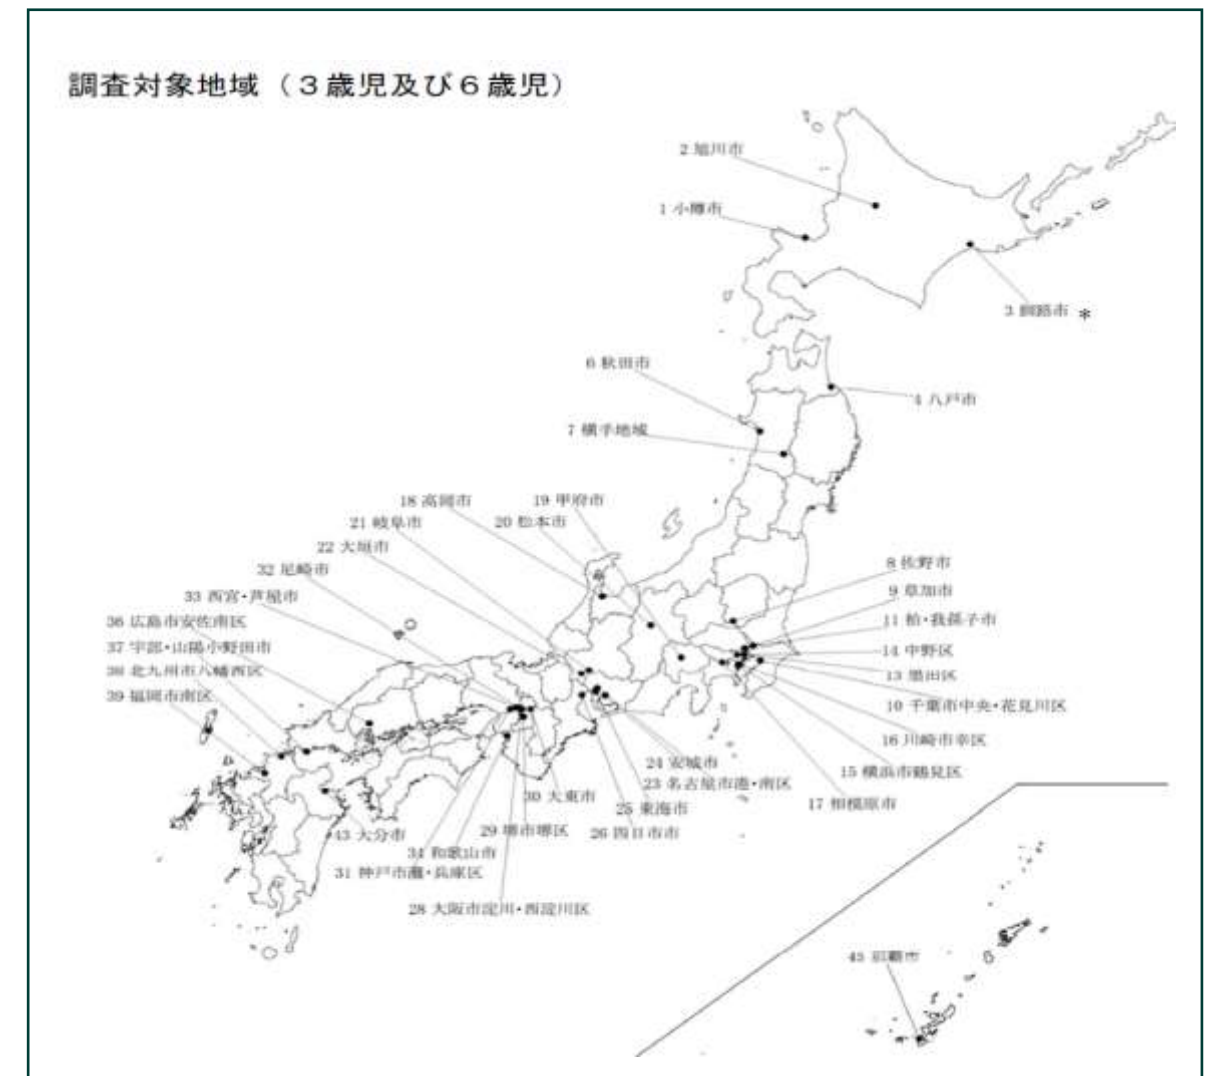 調査対象地域（３歳児及び６歳児）
2 旭川市
1 小樽市
3 釧路市 *
6 秋田市
4 八戸市
7 横手地域
18 高岡市
19 甲府市
20 松本市
21 岐阜市
22 大垣市
32 尼崎市
33 西宮・芦屋市
36 広島市安佐南区
37 宇部・山陽小野田市
38 北九州市八幡西区
39 福岡市南区
8 佐野市
9 草加市
11 柏・我孫子市
14 中野区
13 墨田区
10 千葉市中央・花見川区
16 川崎市幸区
15 横浜市鶴見区
17 相模原市
24 安城市
23 名古屋市港・南区
25 東海市
26 四日市市
30 大東市
29 堺市堺区
43 大分市
34 和歌山市
31 神戸市灘・兵庫区
28 大阪市淀川・西淀川区
45 那覇市